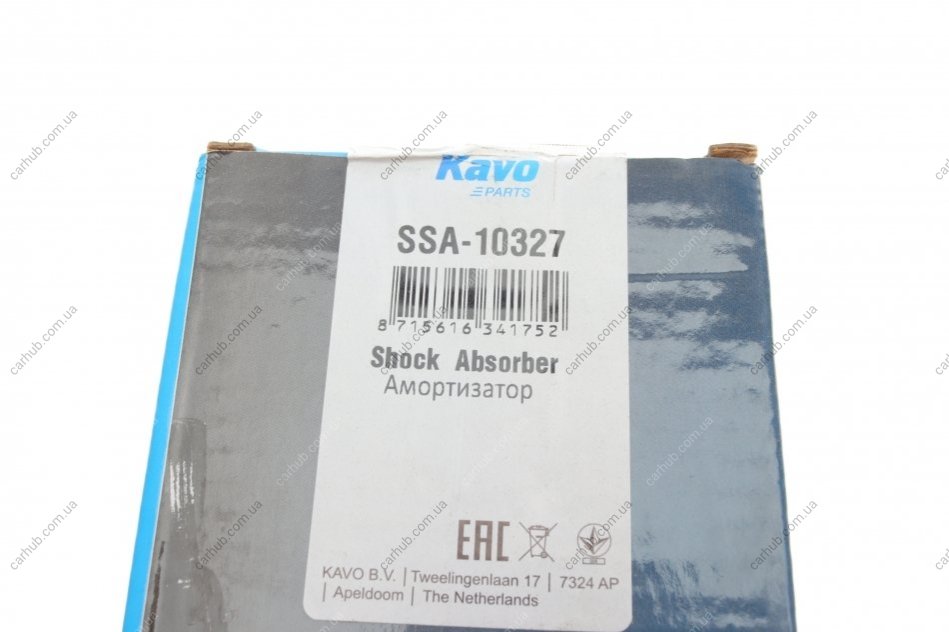 Kavo
PARTS
SSA-10327
8 715616 341752
Shock Absorber
Амортизатор
EAC
KAVO B.V. | Tweelingenlaan 17 | 7324 AP
| Apeldoom | The Netherlands
carhub.com.ua